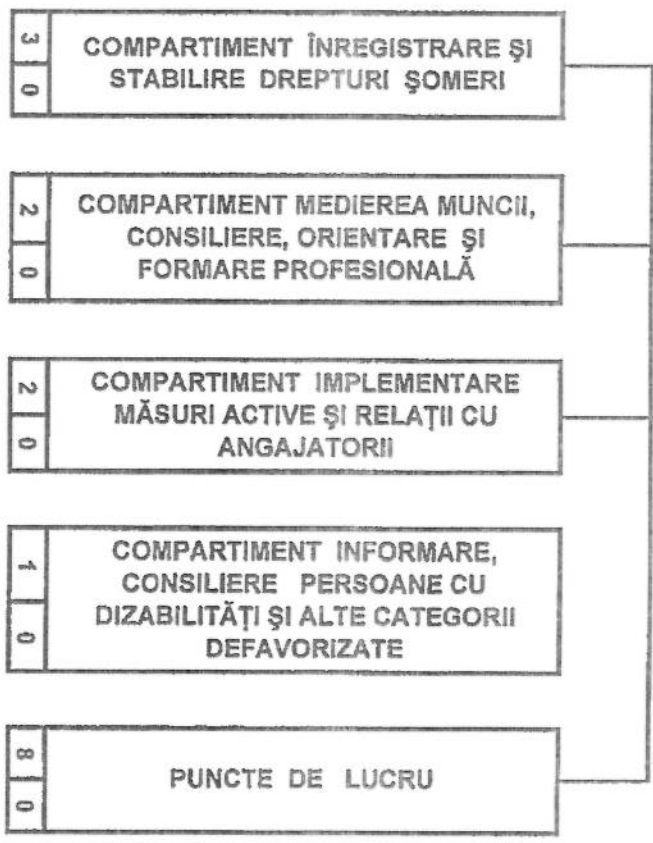 3
0
COMPARTIMENT ÎNREGISTRARE ŞI
STABILIRE DREPTURI ŞOMERI
2
0
COMPARTIMENT MEDIEREA MUNCII,
CONSILIERE, ORIENTARE ŞI
FORMARE PROFESIONALĂ
2
0
COMPARTIMENT IMPLEMENTARE
MĂSURI ACTIVE ŞI RELAŢII CU
ANGAJATORII
1
0
COMPARTIMENT INFORMARE,
CONSILIERE PERSOANE CU
DIZABILITĂŢI ŞI ALTE CATEGORII
DEFAVORIZATE
8
0
PUNCTE DE LUCRU